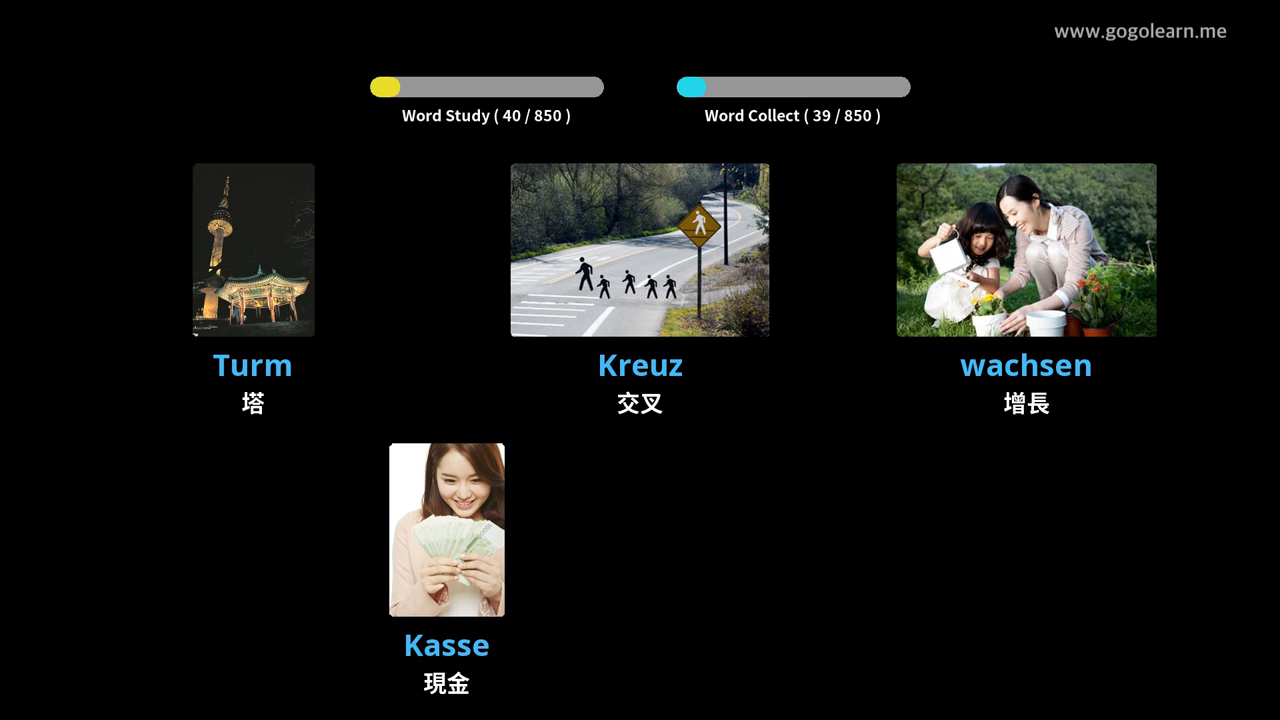 www.gogolearn.me
Word Study ( 40 / 850 )
Word Collect ( 39 / 850 )
Turm
塔
Kreuz
交叉
wachsen
增長
Kasse
現金